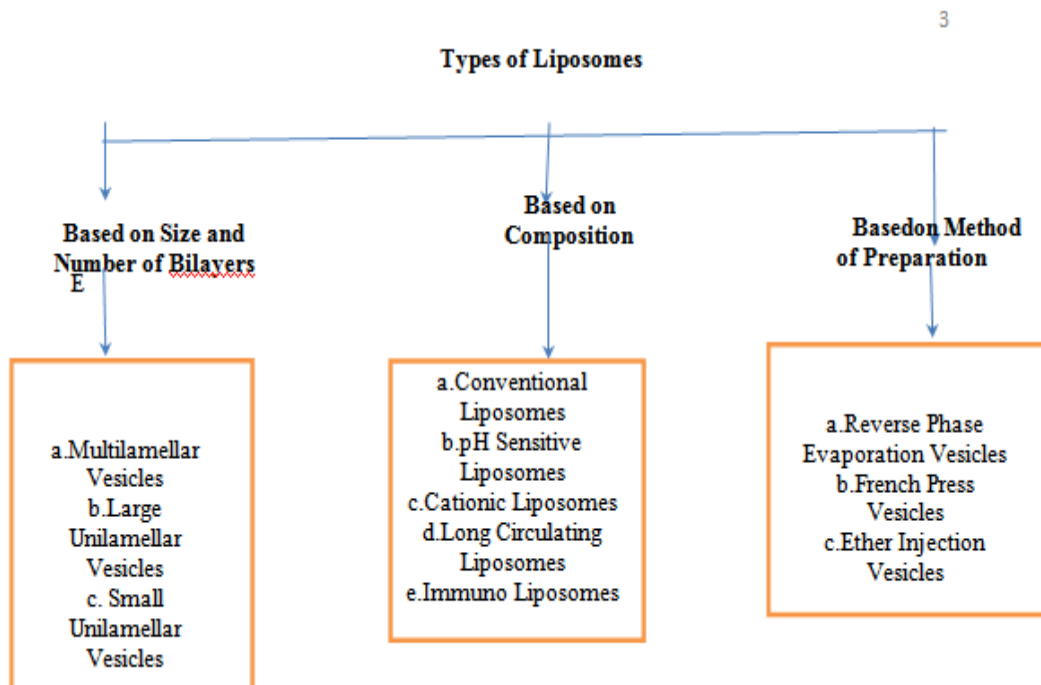 3
Types of Liposomes
Based on Size and
Number of Bilayers
E
Based on
Composition
Basedon Method
of Preparation
a.Multilamellar
Vesicles
b.Large
Unilamellar
Vesicles
c. Small
Unilamellar
Vesicles
a.Conventional
Liposomes
b.pH Sensitive
Liposomes
c.Cationic Liposomes
d.Long Circulating
Liposomes
e.Immuno Liposomes
a.Reverse Phase
Evaporation Vesicles
b.French Press
Vesicles
c.Ether Injection
Vesicles